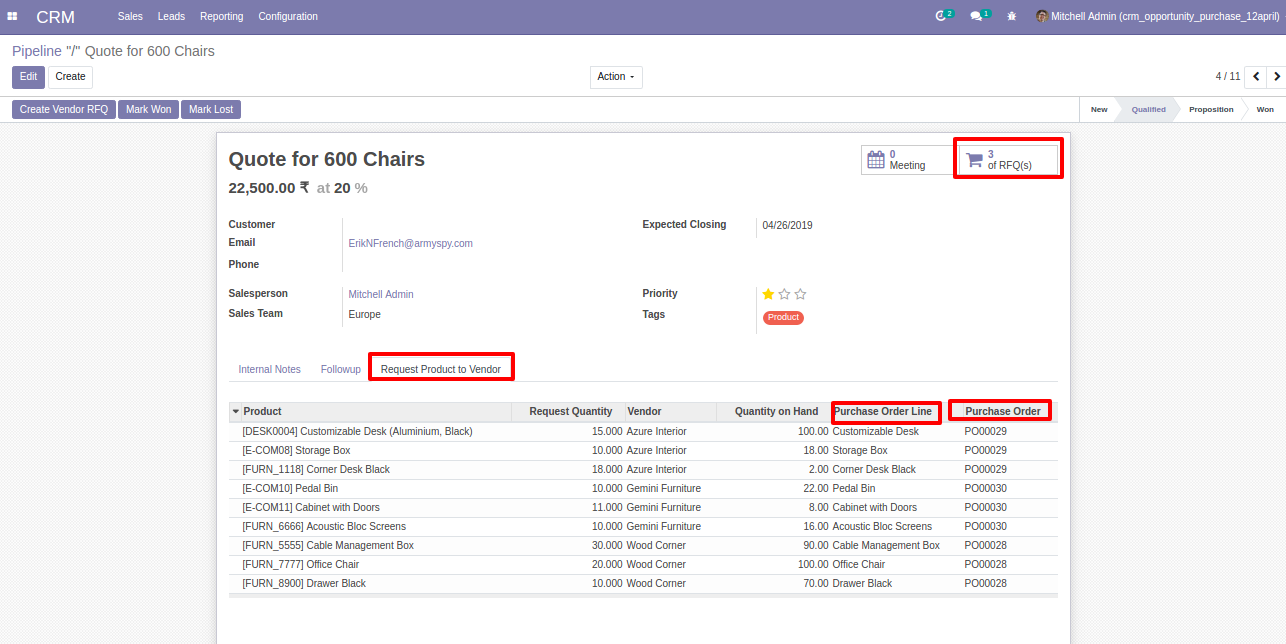 CRM Sales Leads Reporting Configuration 2 1 Mitchell Admin (crm_opportunity_purchase_12april)
Pipeline "/" Quote for 600 Chairs
Edit Create Action 4 / 11
Create Vendor RFQ Mark Won Mark Lost New Qualified Proposition Won
Quote for 600 Chairs
0 Meeting
3 of RFQ(s)
22,500.00 ₹ at 20 %
Customer
Email ErikNFrench@armyspy.com
Phone
Expected Closing 04/26/2019
Salesperson Mitchell Admin
Sales Team Europe
Priority
Tags Product
Internal Notes Followup Request Product to Vendor
Product Request Quantity Vendor Quantity on Hand Purchase Order Line Purchase Order
[DESK0004] Customizable Desk (Aluminium, Black) 15.000 Azure Interior 100.00 Customizable Desk PO00029
[E-COM08] Storage Box 10.000 Azure Interior 18.00 Storage Box PO00029
[FURN_1118] Corner Desk Black 18.000 Azure Interior 2.00 Corner Desk Black PO00029
[E-COM10] Pedal Bin 10.000 Gemini Furniture 22.00 Pedal Bin PO00030
[E-COM11] Cabinet with Doors 11.000 Gemini Furniture 8.00 Cabinet with Doors PO00030
[FURN_6666] Acoustic Bloc Screens 10.000 Gemini Furniture 16.00 Acoustic Bloc Screens PO00030
[FURN_5555] Cable Management Box 30.000 Wood Corner 90.00 Cable Management Box PO00028
[FURN_7777] Office Chair 20.000 Wood Corner 100.00 Office Chair PO00028
[FURN_8900] Drawer Black 10.000 Wood Corner 70.00 Drawer Black PO00028